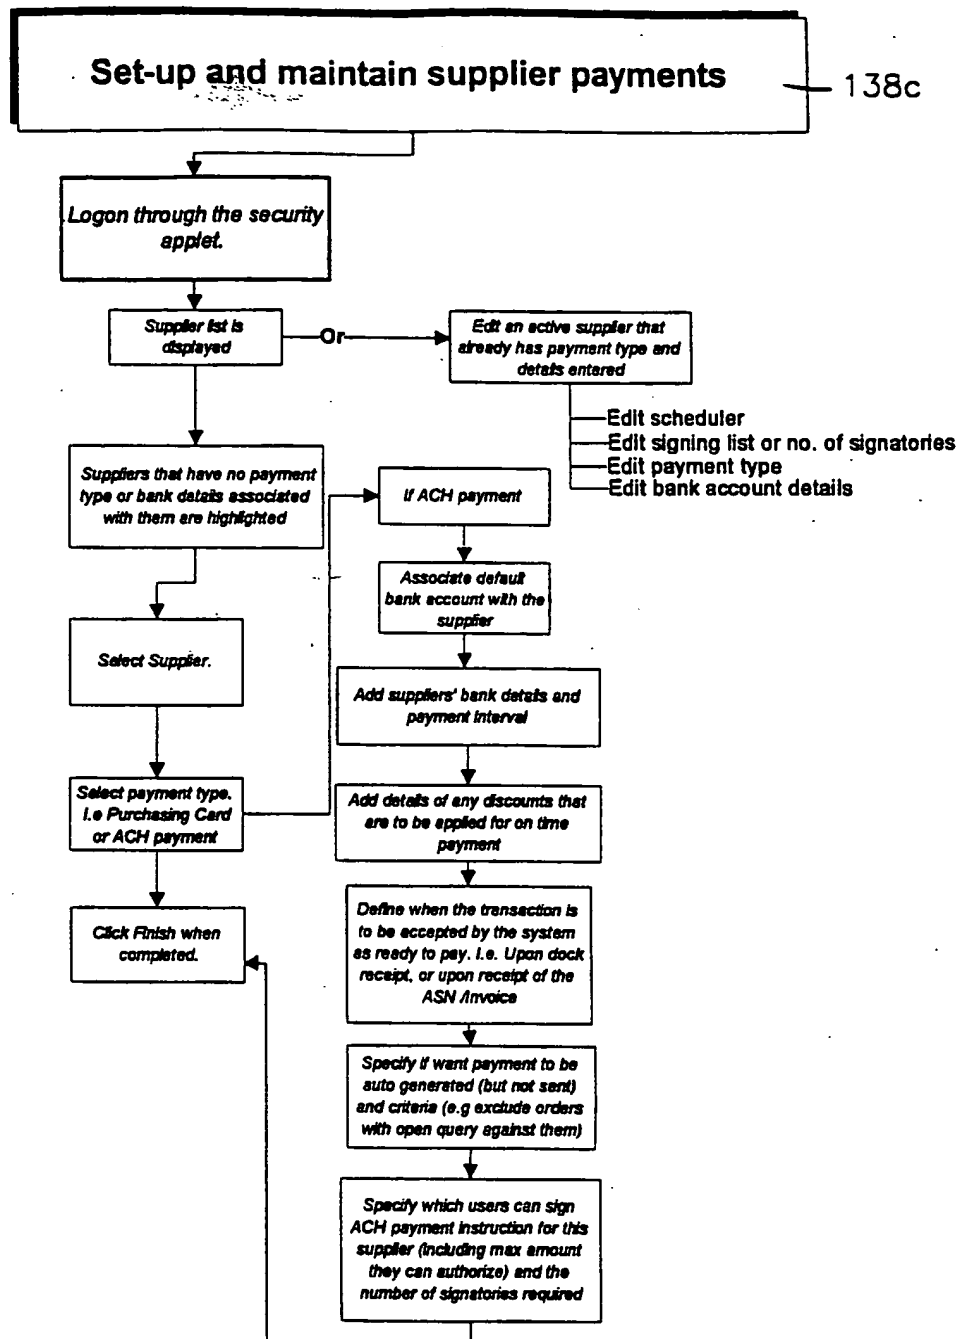 Set-up and maintain supplier payments
138c
Logon through the security
applet.
Supplier list is
displayed
Or
Edit an active supplier that
already has payment type and
details entered
Edit scheduler
Edit signing list or no. of signatories
Edit payment type
Edit bank account details
Suppliers that have no payment
type or bank details associated
with them are highlighted
Select Supplier.
Select payment type.
I.e Purchasing Card
or ACH payment
Click Finish when
completed.
If ACH payment
Associate default
bank account with the
supplier
Add suppliers' bank details and
payment interval
Add details of any discounts that
are to be applied for on time
payment
Define when the transaction is
to be accepted by the system
as ready to pay. I.e. Upon dock
receipt, or upon receipt of the
ASN /Invoice
Specify if want payment to be
auto generated (but not sent)
and criteria (e.g exclude orders
with open query against them)
Specify which users can sign
ACH payment instruction for this
supplier (including max amount
they can authorize) and the
number of signatories required